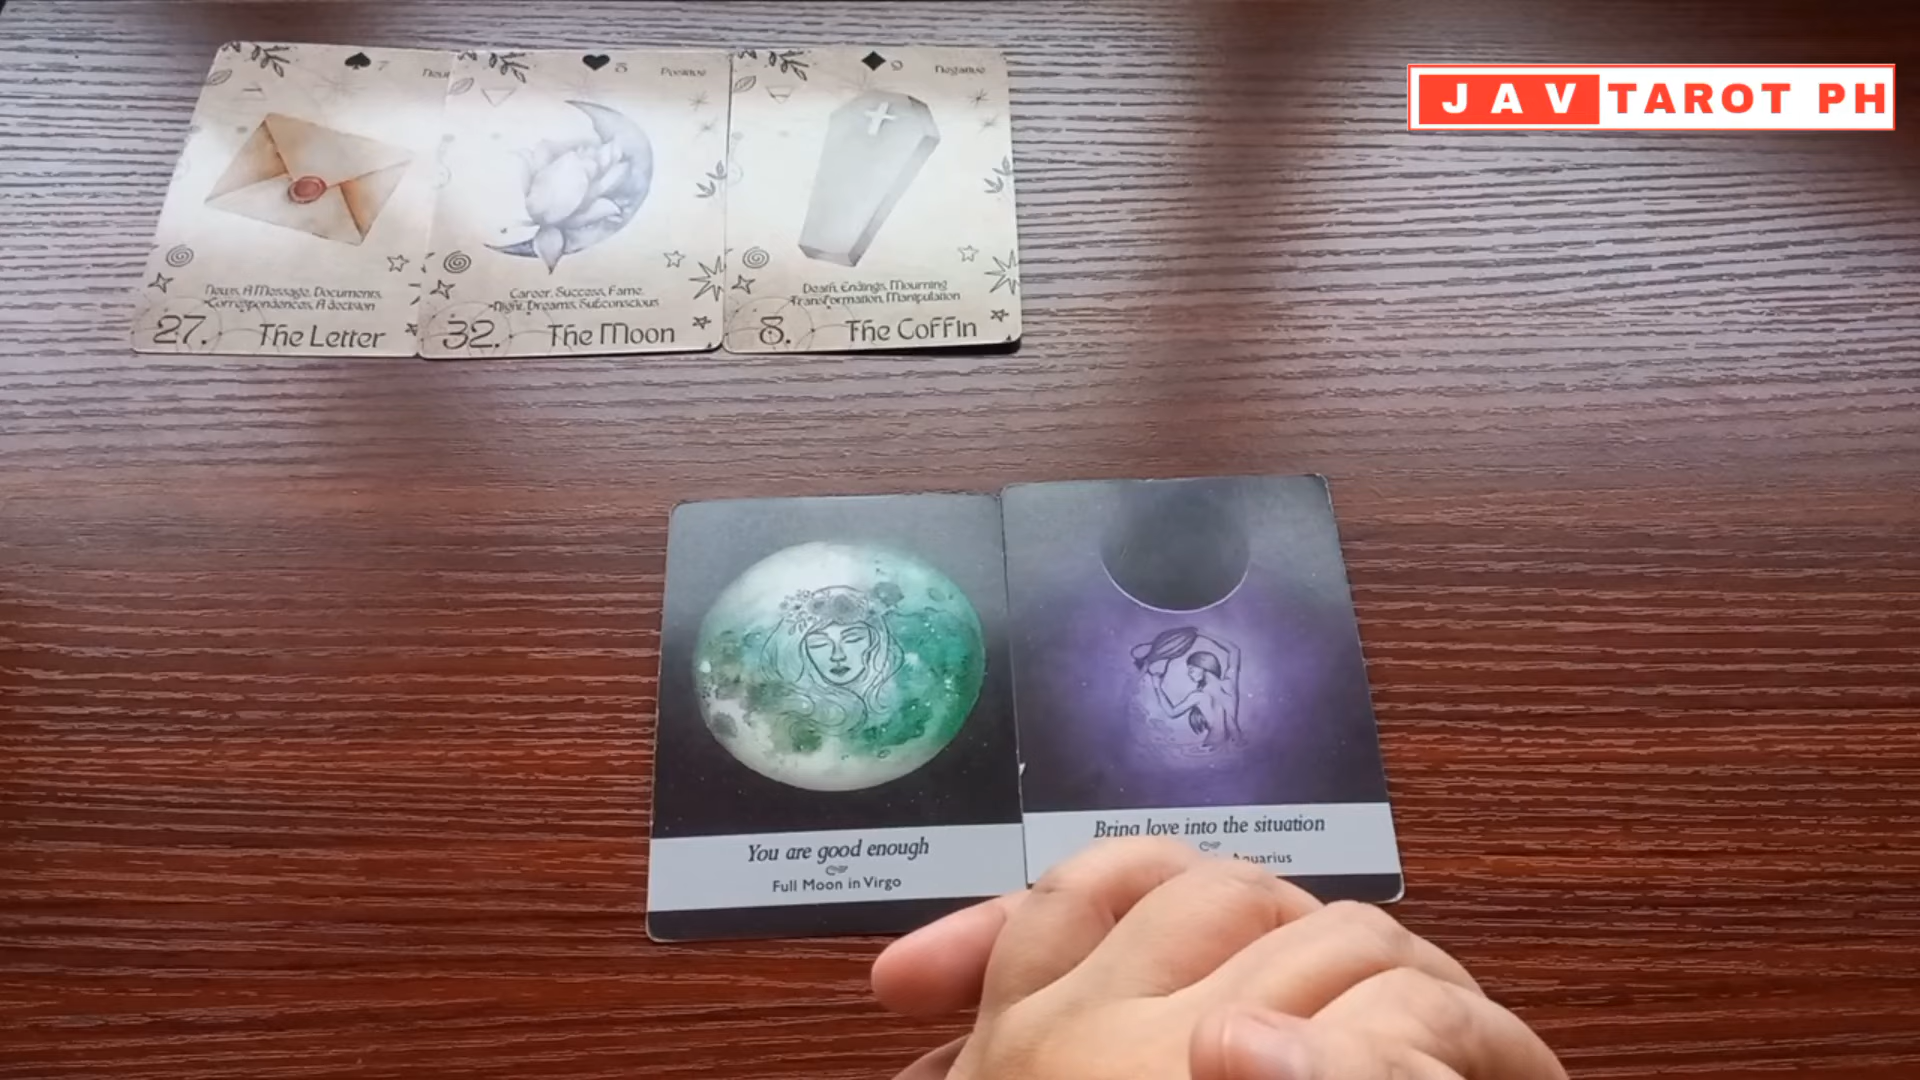 JAV TAROT PH
7
8 Positive
9 Negative
News, A Message, Documents,
Correspondences, A decision
27. The Letter
Career, Success, Fame,
Night, Dreams, Subconscious
32. The Moon
Death, Endings, Mourning
Transformation, Manipulation
8. The Coffin
You are good enough
Full Moon in Virgo
Bring love into the situation
Aquarius